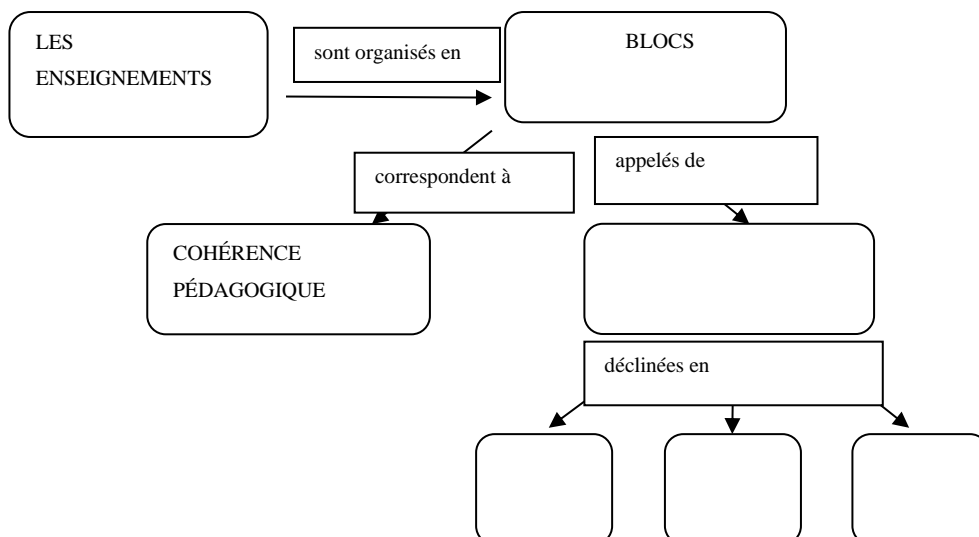 LES
ENSEIGNEMENTS
sont organisés en
BLOCS
correspondent à
appelés de
COHÉRENCE
PÉDAGOGIQUE
déclinées en